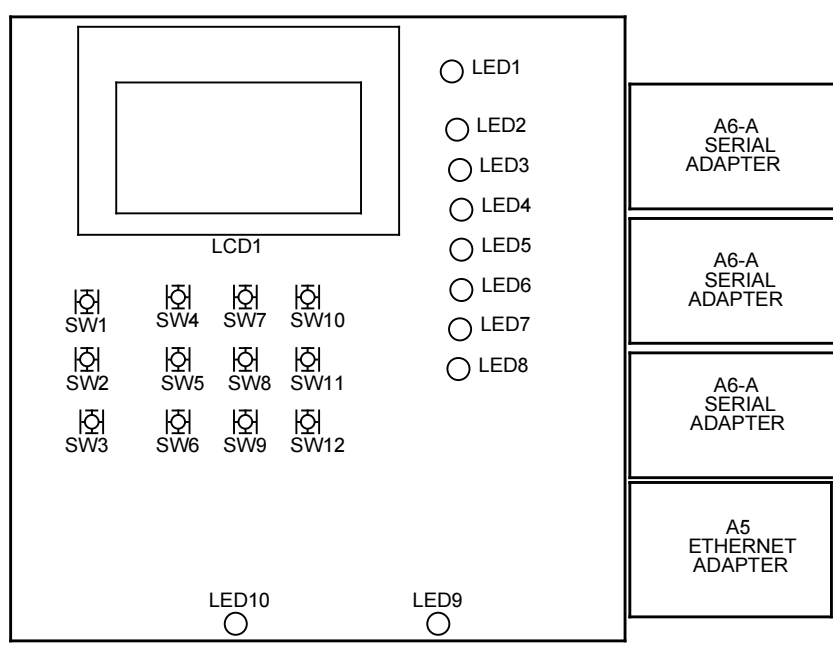 LED1
LED2
LED3
LED4
LED5
LED6
LED7
LED8
LCD1
SW1 SW4 SW7 SW10
SW2 SW5 SW8 SW11
SW3 SW6 SW9 SW12
LED10 LED9
A6-A
SERIAL
ADAPTER
A6-A
SERIAL
ADAPTER
A6-A
SERIAL
ADAPTER
A5
ETHERNET
ADAPTER